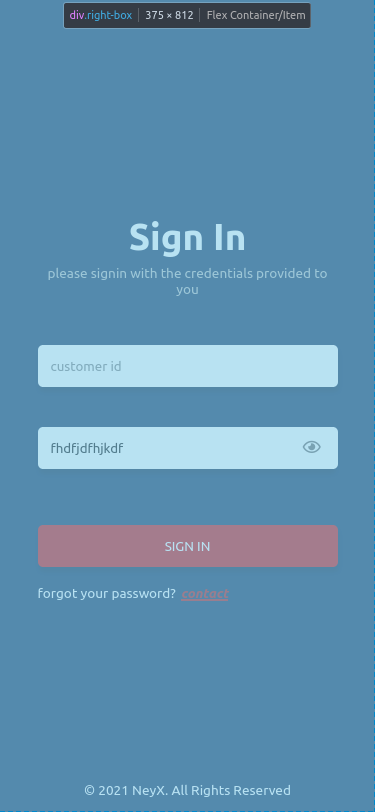 div.right-box 375 × 812 Flex Container/Item
Sign In
please signin with the credentials provided to
you
customer id
fhdfjdfhjkdf
SIGN IN
forgot your password? contact
© 2021 NeyX. All Rights Reserved